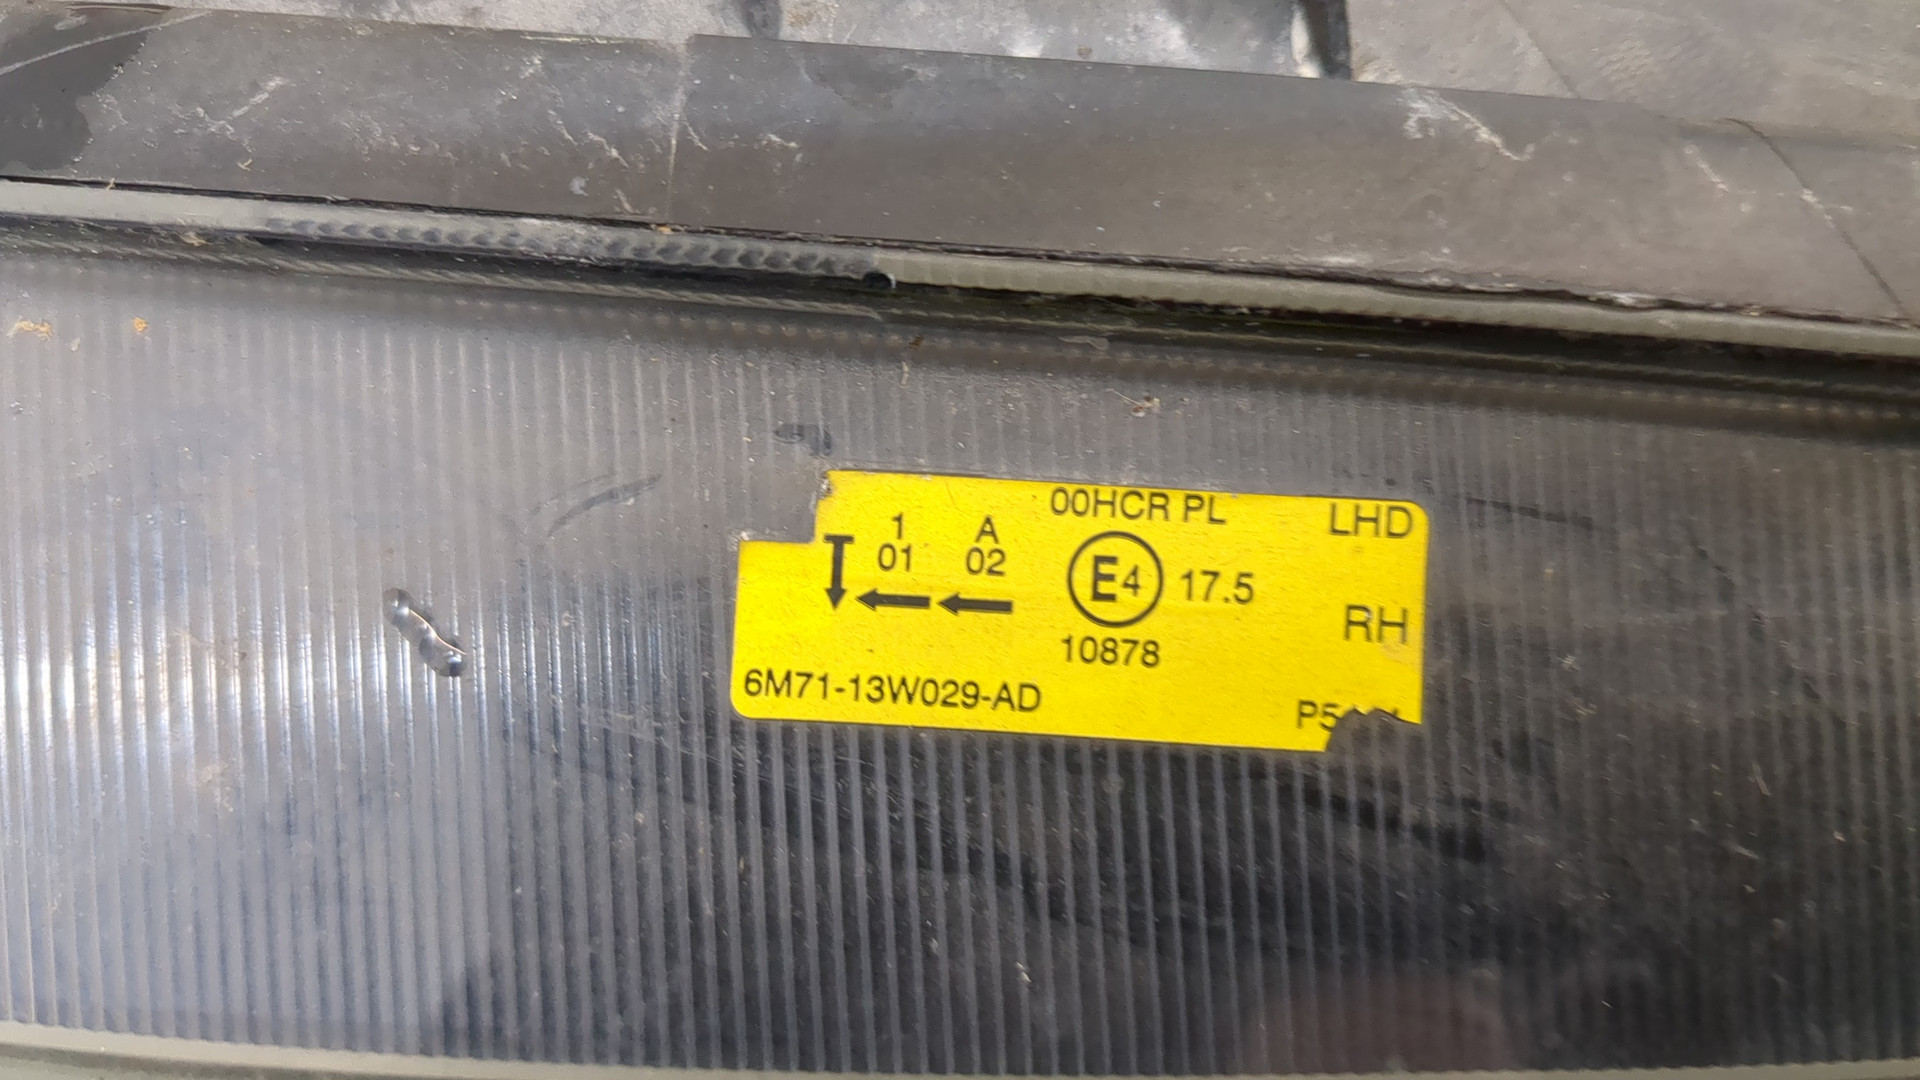 00HCR PL
LHD
1 A
01 02
E4 17.5
RH
10878
6M71-13W029-AD